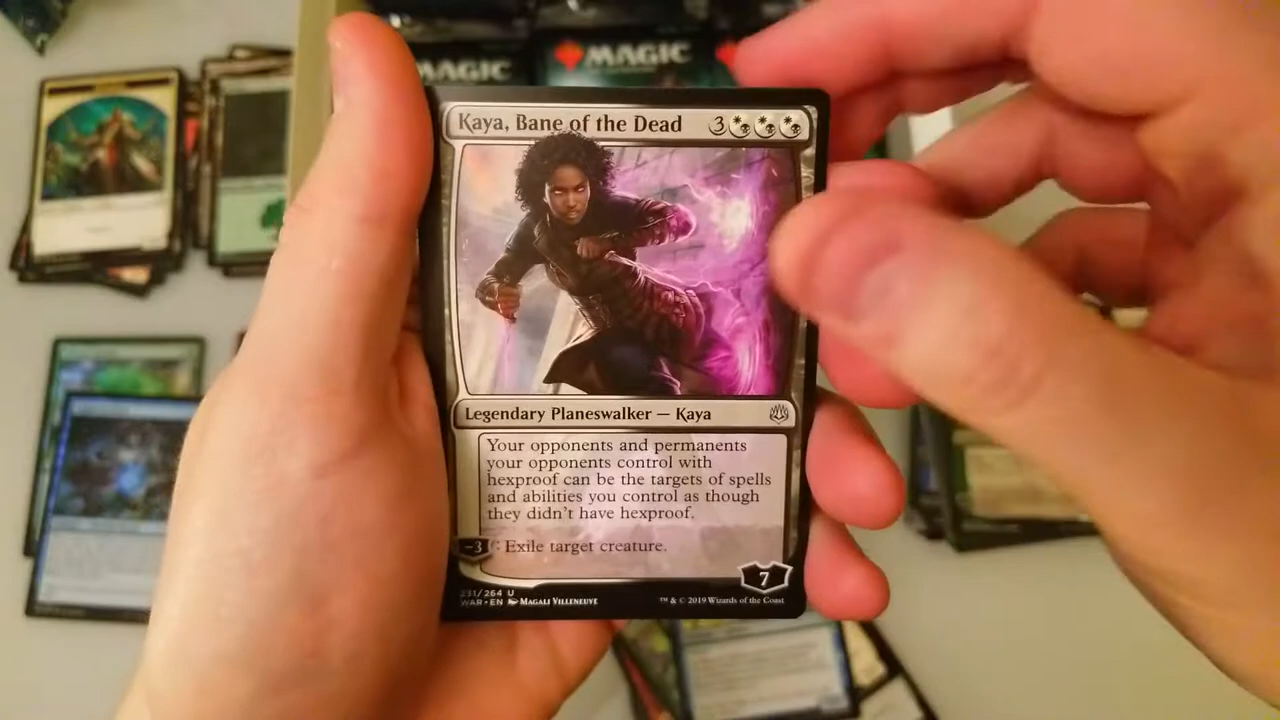 MAGIC
MAGIC
Kaya, Bane of the Dead 3
Legendary Planeswalker — Kaya
Your opponents and permanents
your opponents control with
hexproof can be the targets of spells
and abilities you control as though
they didn't have hexproof.
−3: Exile target creature.
7
231/264 U
WAR • EN Magali Villeneuve
™ & © 2019 Wizards of the Coast